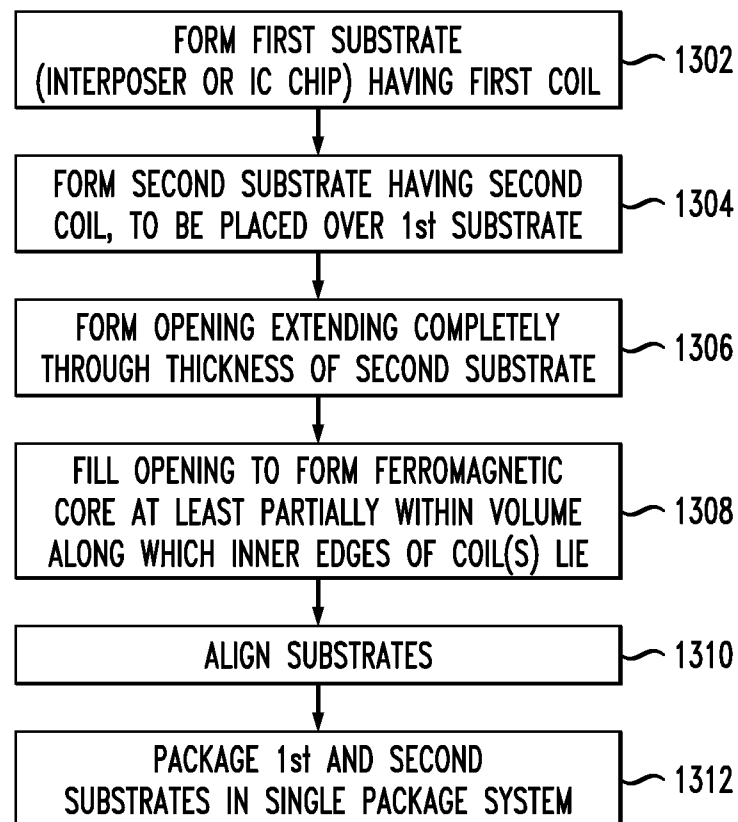 FORM FIRST SUBSTRATE
(INTERPOSER OR IC CHIP) HAVING FIRST COIL
1302
FORM SECOND SUBSTRATE HAVING SECOND
COIL, TO BE PLACED OVER 1st SUBSTRATE
1304
FORM OPENING EXTENDING COMPLETELY
THROUGH THICKNESS OF SECOND SUBSTRATE
1306
FILL OPENING TO FORM FERROMAGNETIC
CORE AT LEAST PARTIALLY WITHIN VOLUME
ALONG WHICH INNER EDGES OF COIL(S) LIE
1308
ALIGN SUBSTRATES
1310
PACKAGE 1st AND SECOND
SUBSTRATES IN SINGLE PACKAGE SYSTEM
1312